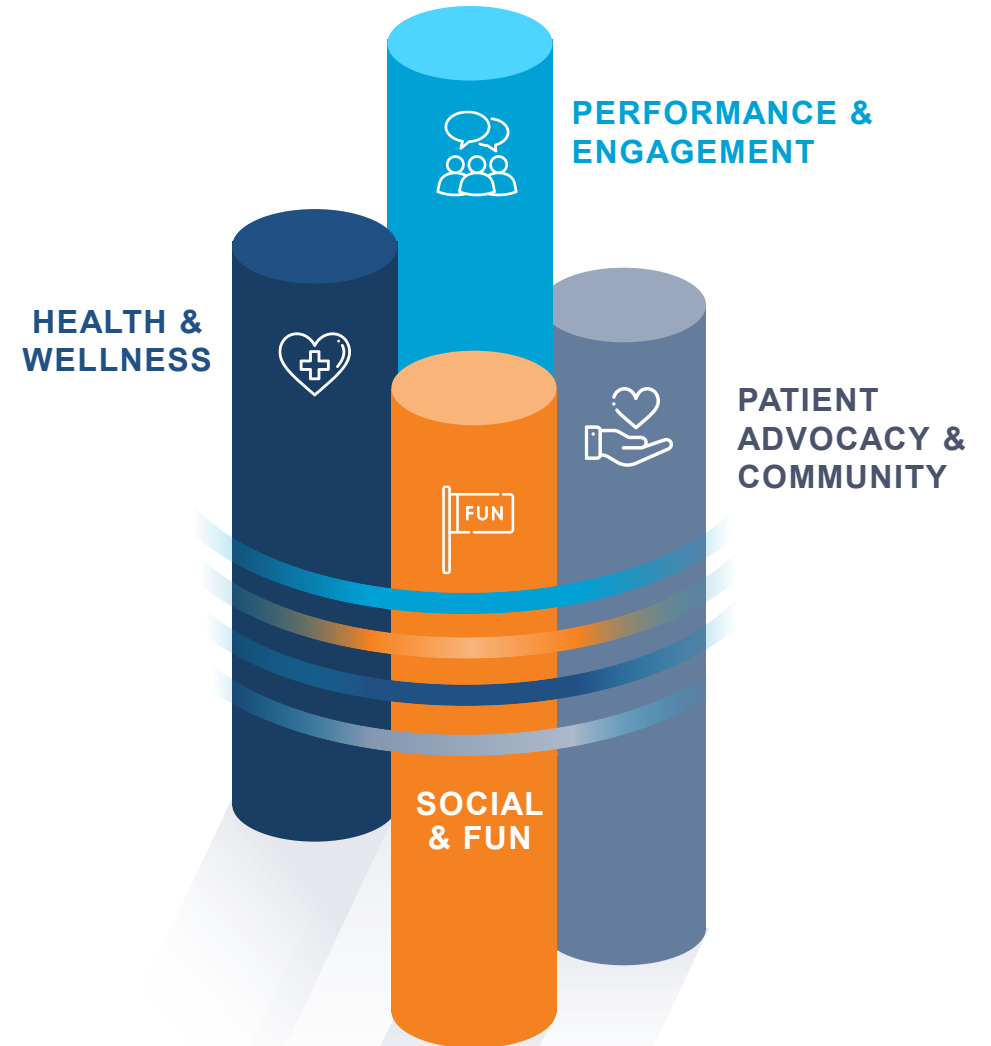 PERFORMANCE &
ENGAGEMENT
HEALTH &
WELLNESS
PATIENT
ADVOCACY &
COMMUNITY
FUN
SOCIAL
& FUN